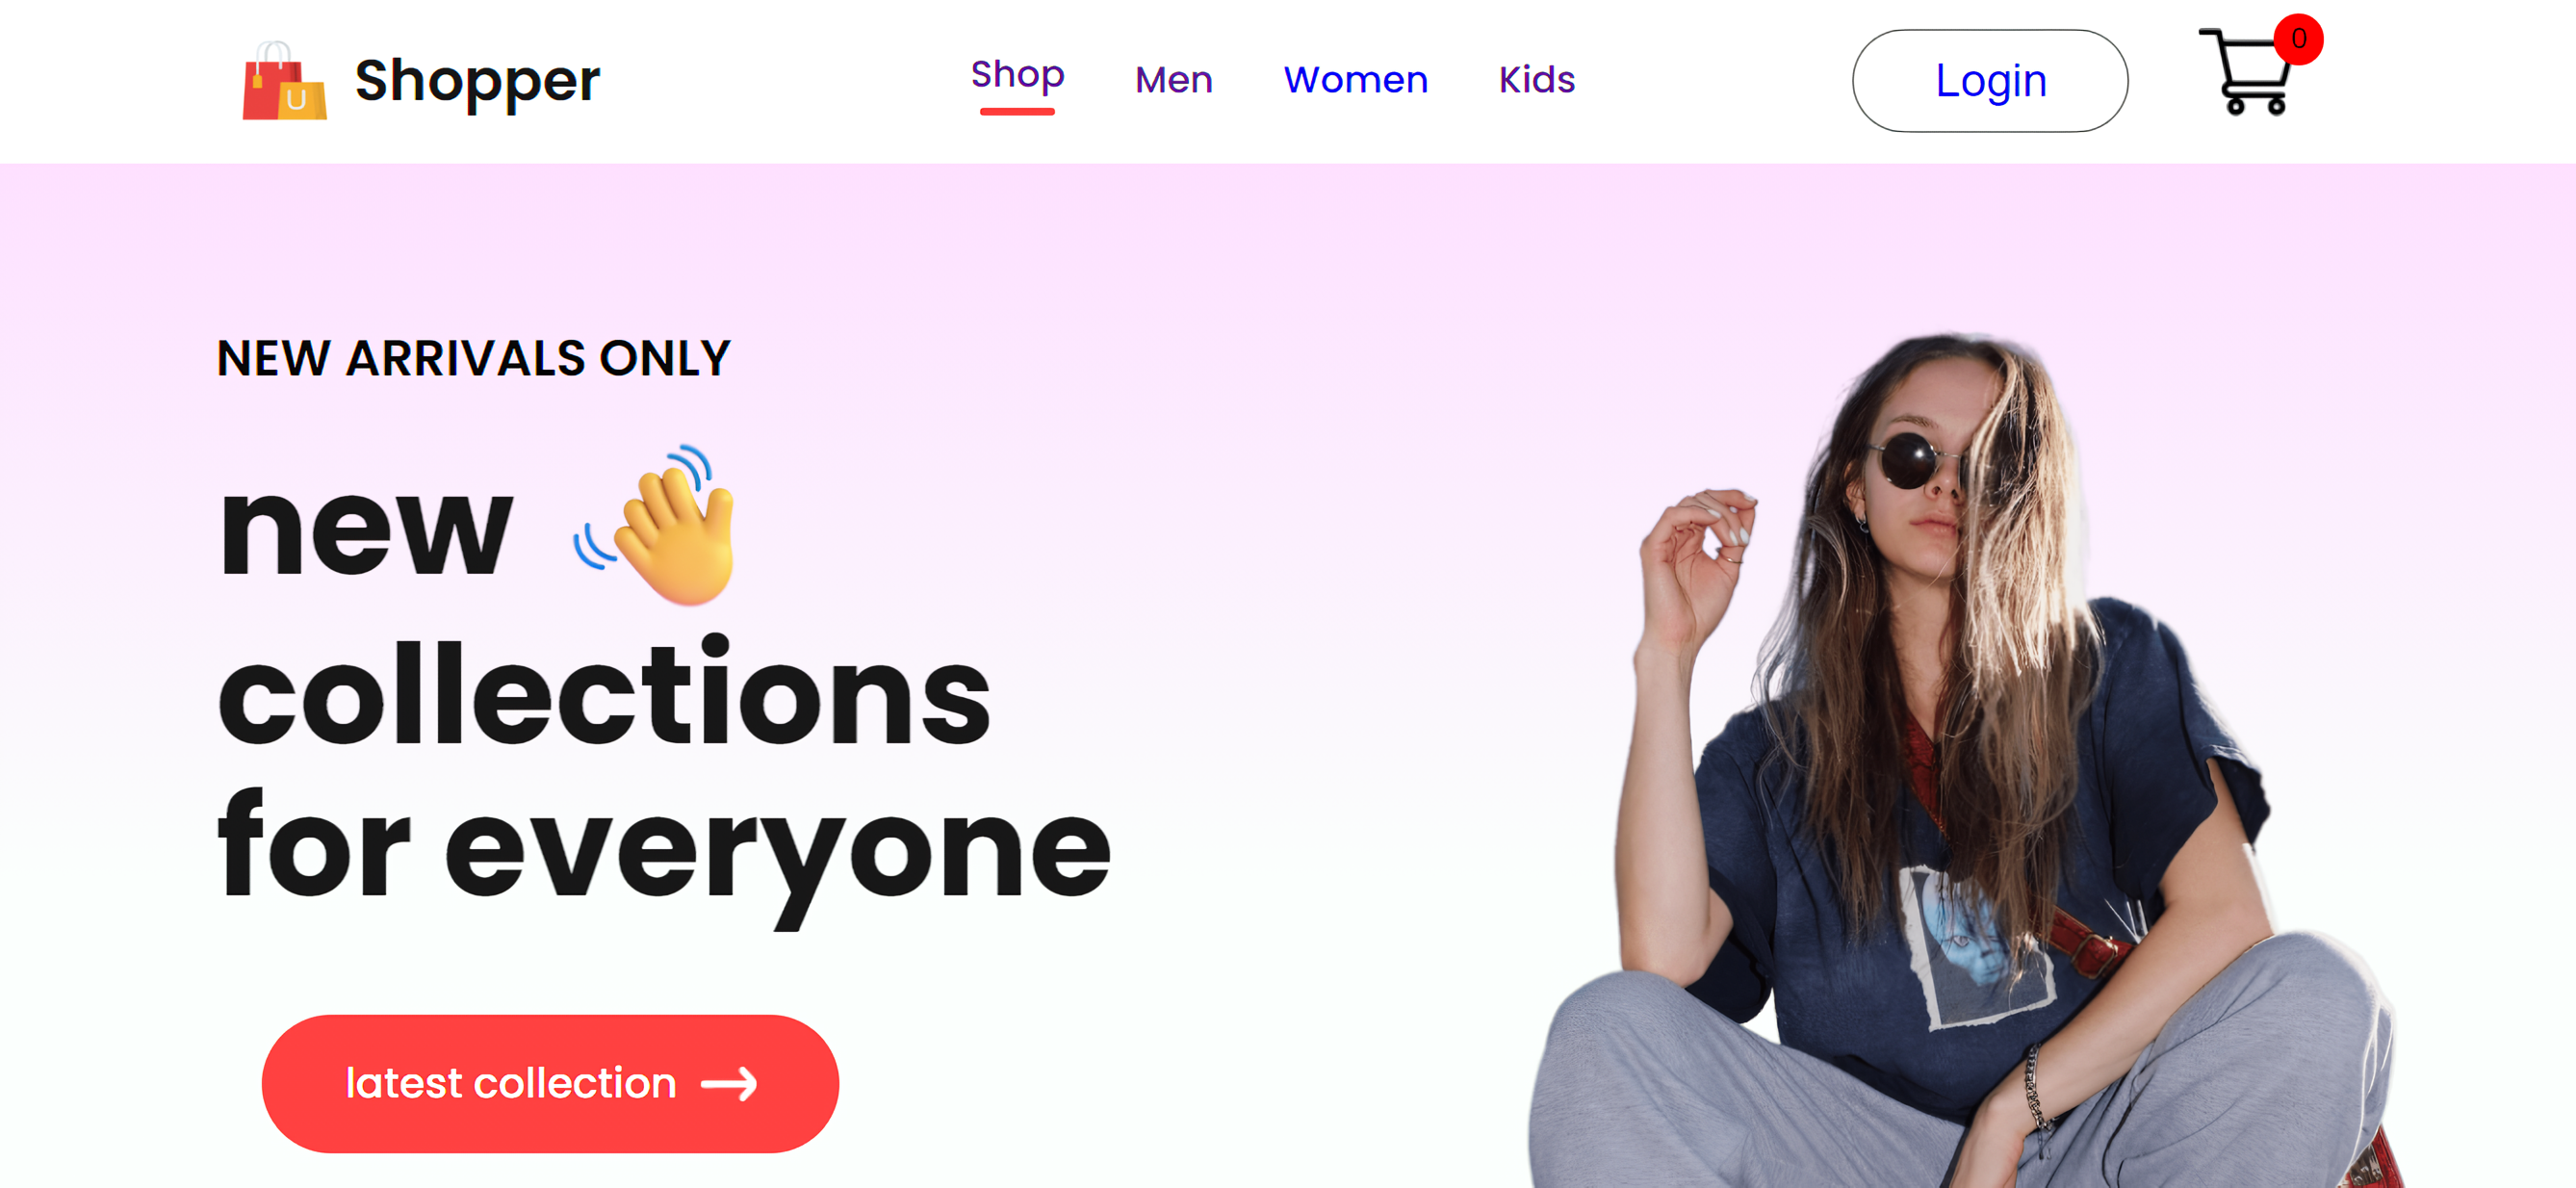 Shopper
Shop Men Women Kids
Login
0
NEW ARRIVALS ONLY
new
collections
for everyone
latest collection